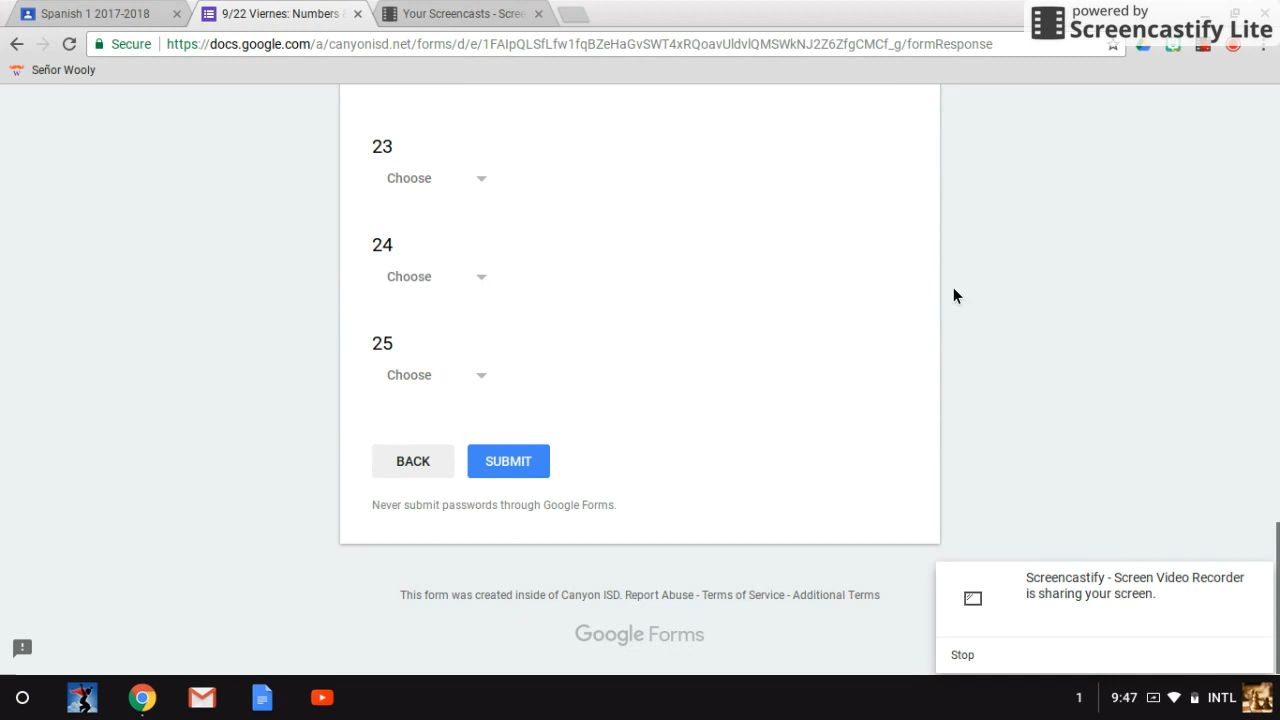 Spanish 1 2017-2018
9/22 Viernes: Numbers
Your Screencasts - Scree
powered by
Screencastify Lite
Secure
https://docs.google.com/a/canyonisd.net/forms/d/e/1FAIpQLSfLfw1fqBZeHaGvSWT4xRQoavUldvlQMSWkNJ2Z6ZfgCMCf_g/formResponse
Señor Wooly
23
Choose
24
Choose
25
Choose
BACK
SUBMIT
Never submit passwords through Google Forms.
This form was created inside of Canyon ISD. Report Abuse - Terms of Service - Additional Terms
Google Forms
Screencastify - Screen Video Recorder
is sharing your screen.
Stop
1
9:47
INTL